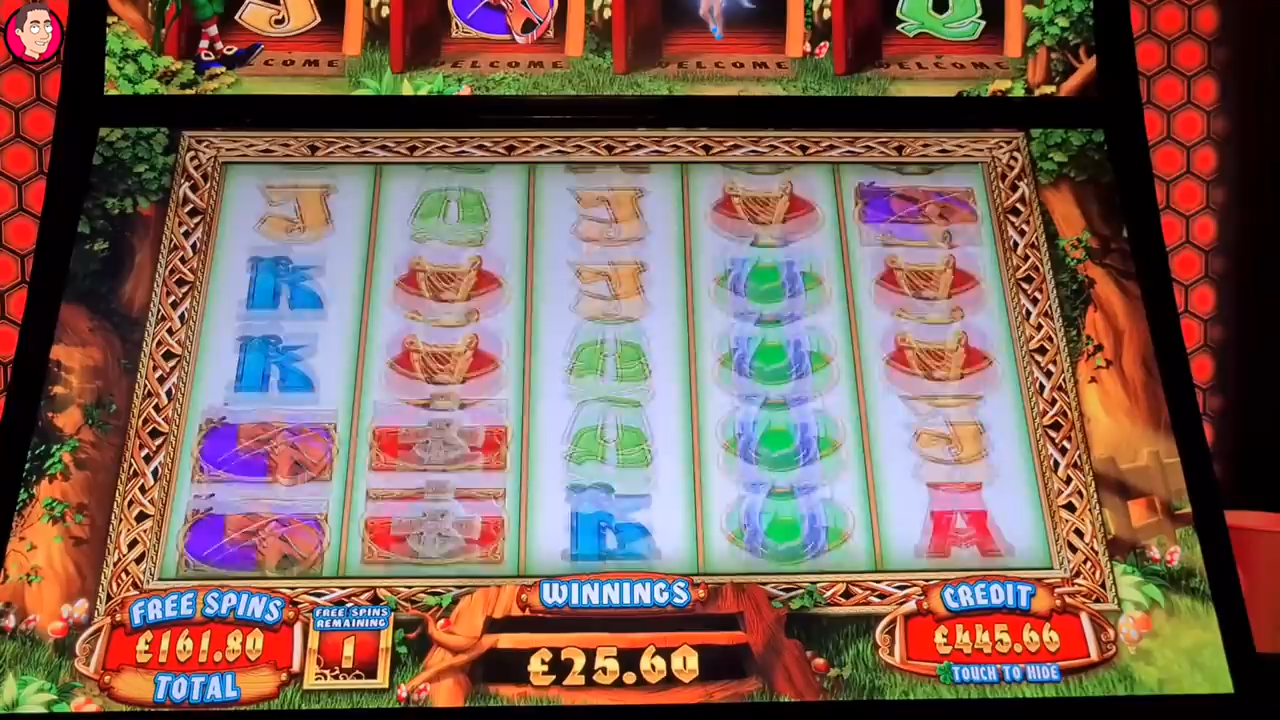 J
Q
COME
WELCOME
WELCOME
WELCOME
J Q J
K J
K
J
K A
FREE SPINS
£161.80
TOTAL
FREE SPINS
REMAINING
1
WINNINGS
£25.60
CREDIT
£445.66
TOUCH TO HIDE